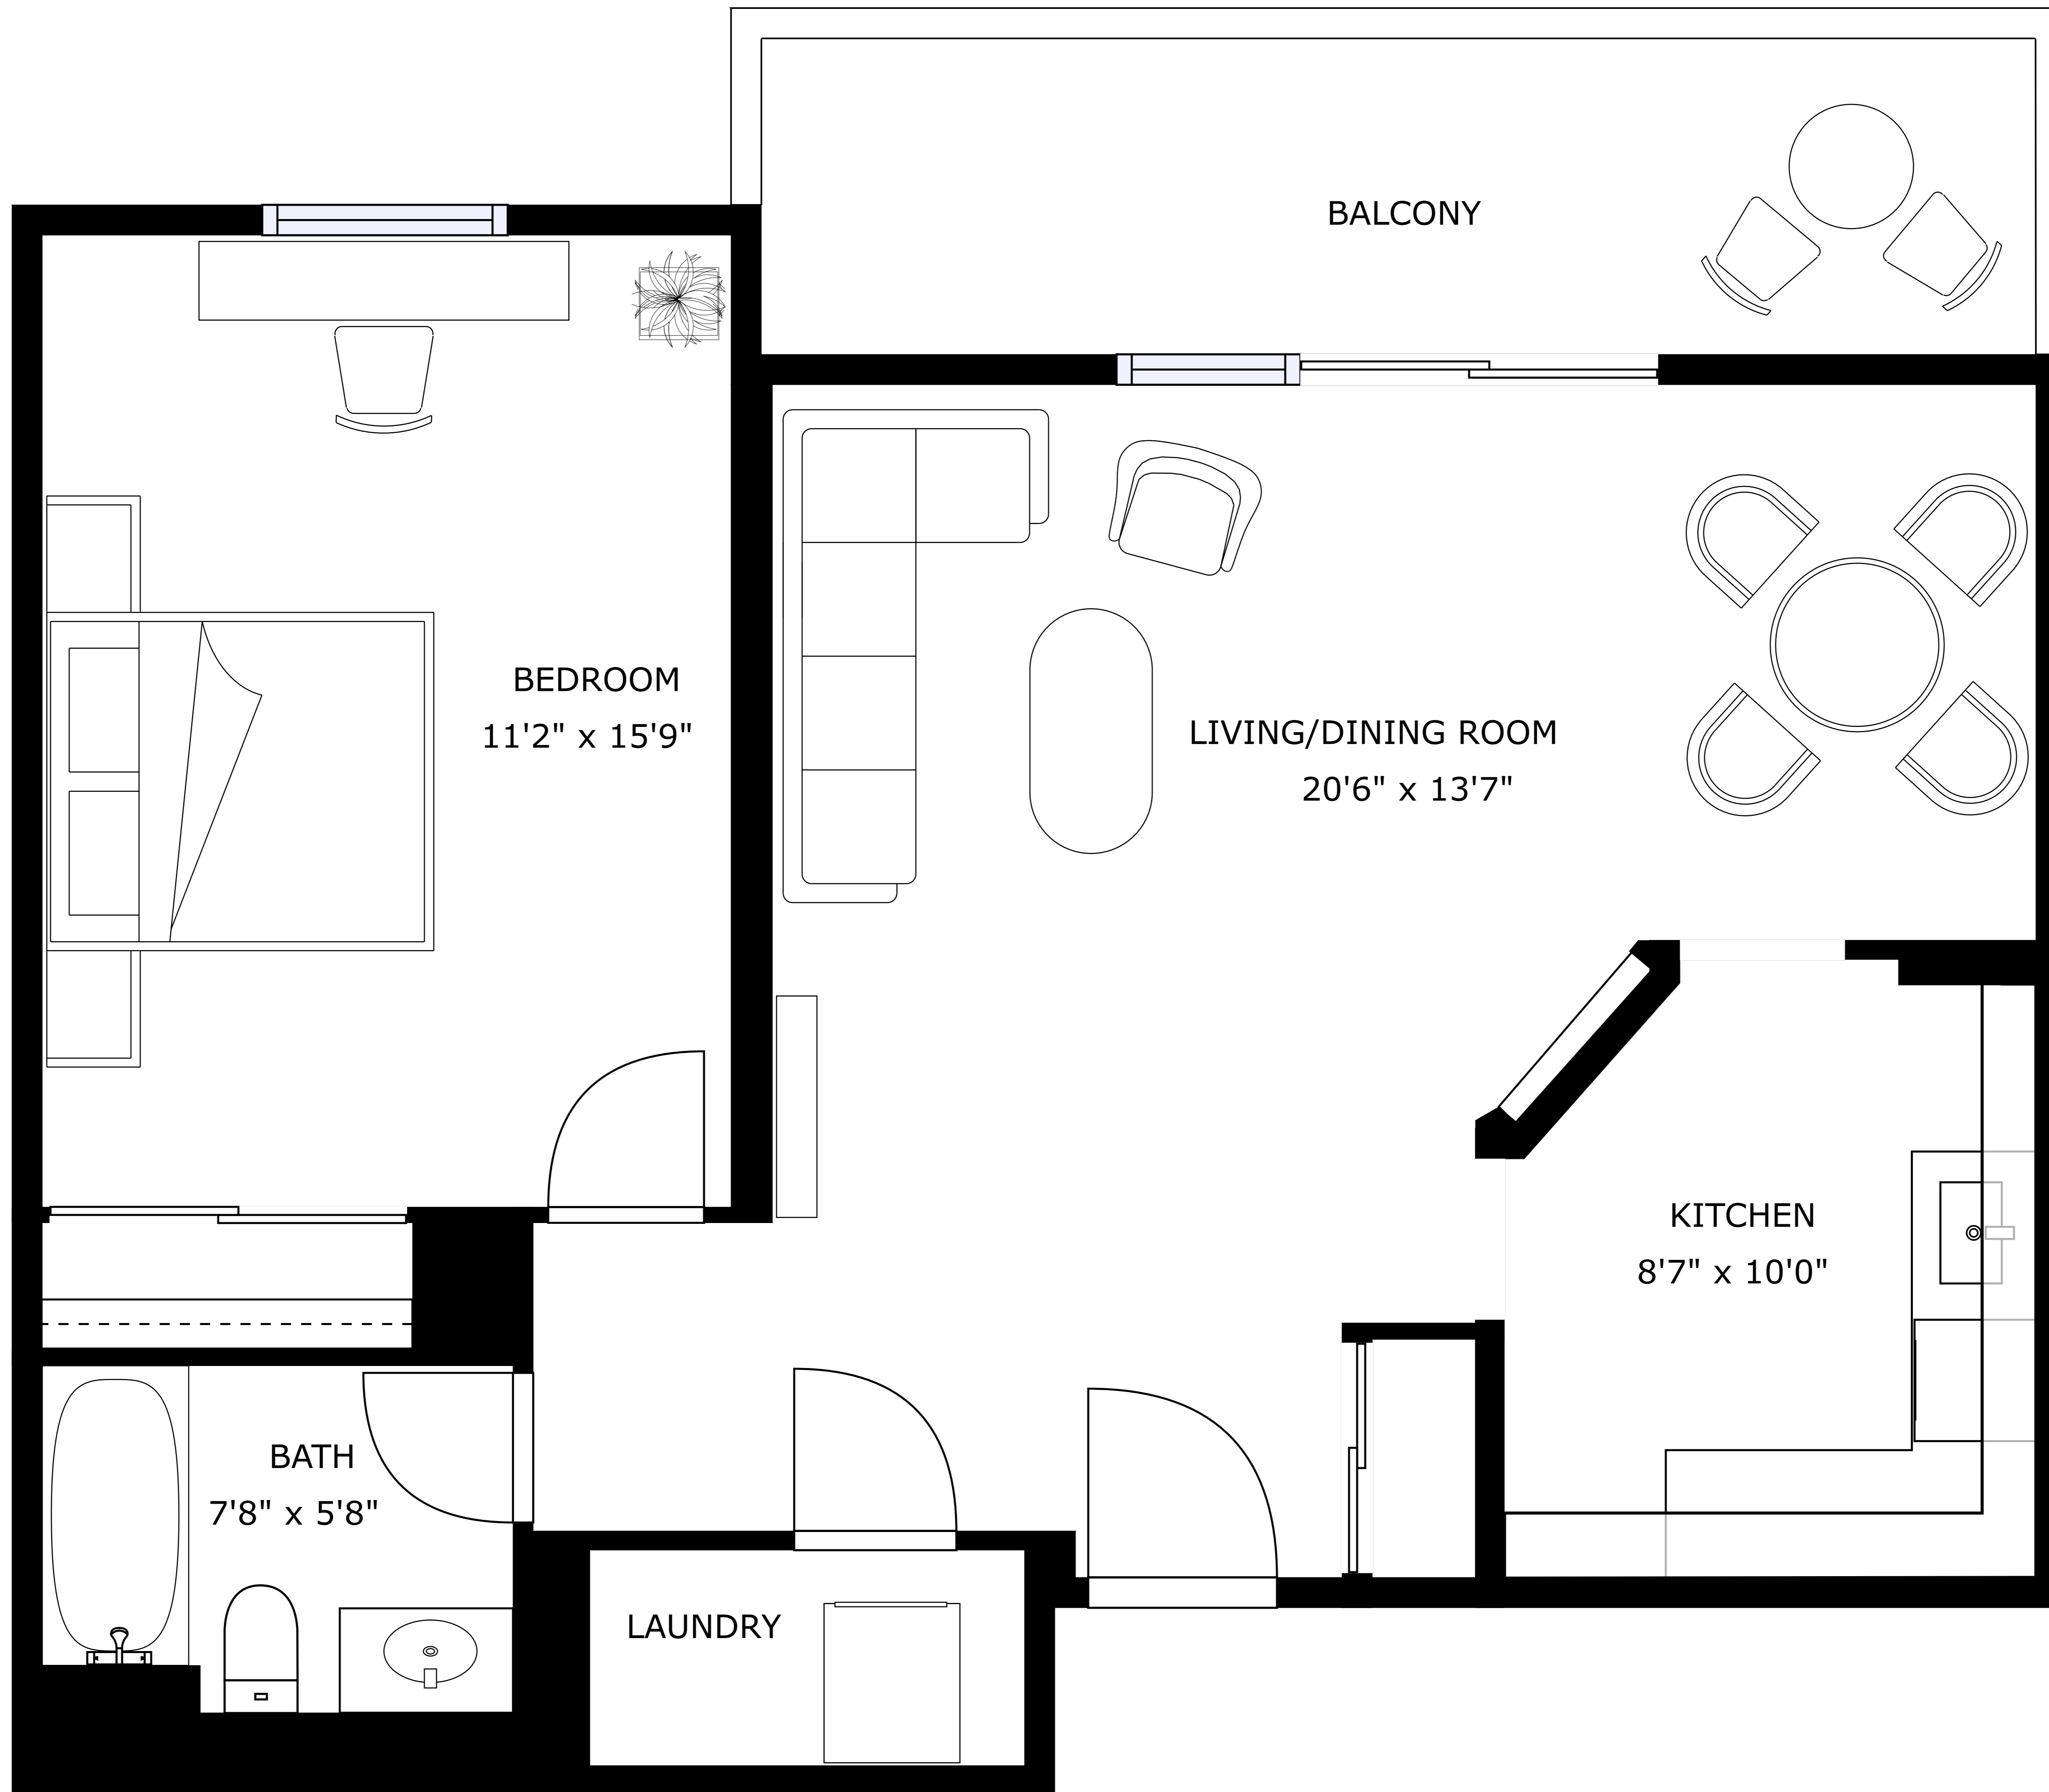 BALCONY
BEDROOM
11'2" x 15'9"
LIVING/DINING ROOM
20'6" x 13'7"
KITCHEN
8'7" x 10'0"
BATH
7'8" x 5'8"
LAUNDRY